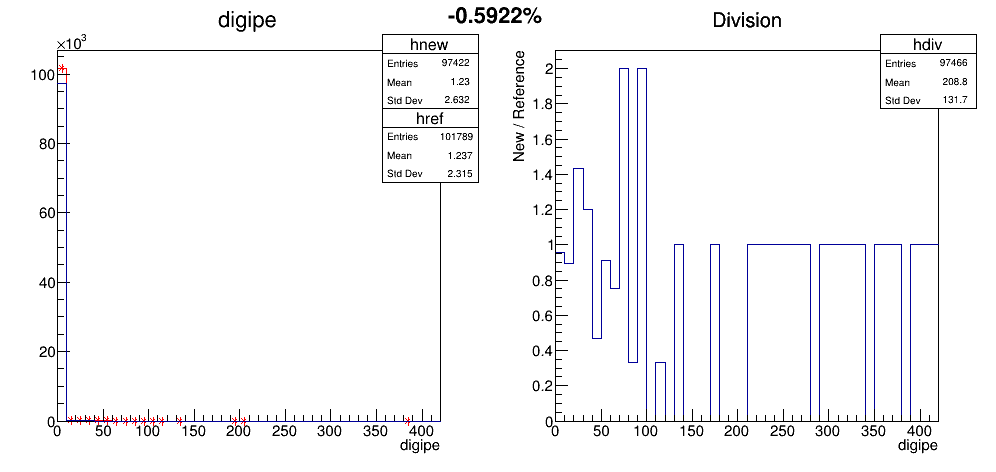 -0.5922%
digipe
×10³
hnew
Entries 97422
Mean 1.23
Std Dev 2.632
href
Entries 101789
Mean 1.237
Std Dev 2.315
100
80
60
40
20
0
0 50 100 150 200 250 300 350 400
digipe
Division
hdiv
Entries 97466
Mean 208.8
Std Dev 131.7
New / Reference
2
1.8
1.6
1.4
1.2
1
0.8
0.6
0.4
0.2
0
0 50 100 150 200 250 300 350 400
digipe